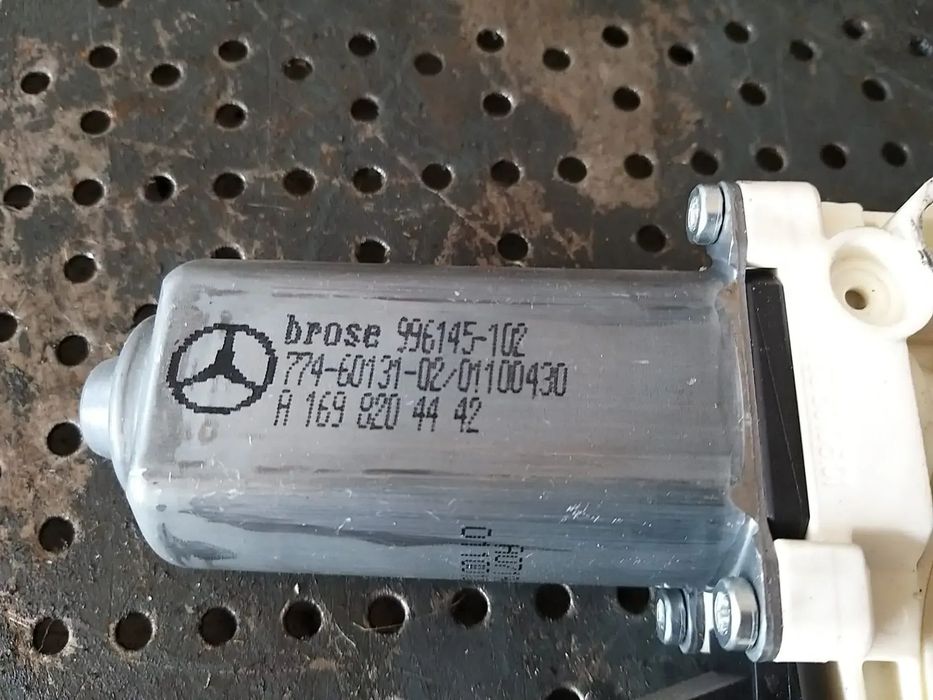 brose 996145-102
774-60131-02/01100430
A 169 820 44 42